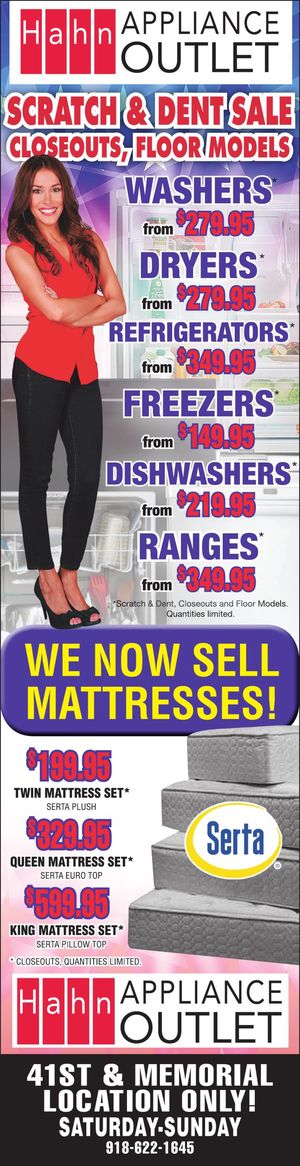 Hahn APPLIANCE
OUTLET
SCRATCH & DENT SALE
CLOSEOUTS, FLOOR MODELS
WASHERS*
from $279.95
DRYERS*
from $279.95
REFRIGERATORS*
from $349.95
FREEZERS*
from $149.95
DISHWASHERS*
from $219.95
RANGES*
from $349.95
*Scratch & Dent, Closeouts and Floor Models.
Quantities limited.
WE NOW SELL
MATTRESSES!
$199.95
TWIN MATTRESS SET*
SERTA PLUSH
$329.95
QUEEN MATTRESS SET*
SERTA EURO TOP
$599.95
KING MATTRESS SET*
SERTA PILLOW TOP
* CLOSEOUTS, QUANTITIES LIMITED.
Serta
Hahn APPLIANCE
OUTLET
41ST & MEMORIAL
LOCATION ONLY!
SATURDAY-SUNDAY
918-622-1645